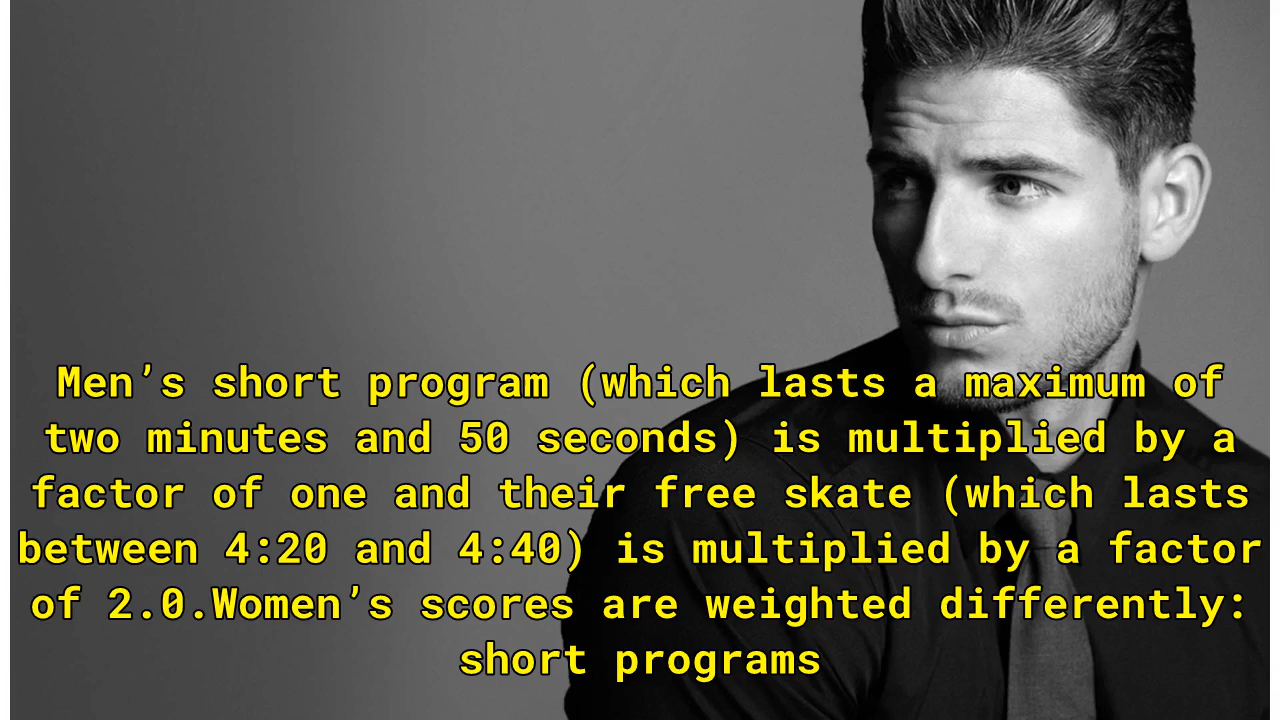 Men’s short program (which lasts a maximum of
two minutes and 50 seconds) is multiplied by a
factor of one and their free skate (which lasts
between 4:20 and 4:40) is multiplied by a factor
of 2.0.Women’s scores are weighted differently:
short programs